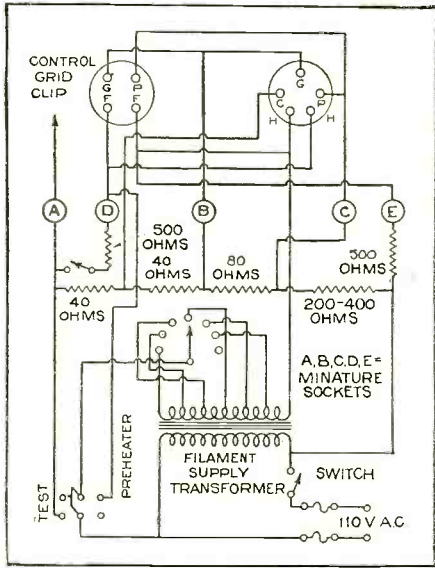 CONTROL
GRID
CLIP
G P
F F
G
C P
H H
A D B C E
500
OHMS
40
OHMS
80
OHMS
500
OHMS
40
OHMS
200-400
OHMS
A,B,C,D,E=
MINATURE
SOCKETS
PREHEATER
TEST
FILAMENT
SUPPLY
TRANSFORMER
SWITCH
110 V A.C.